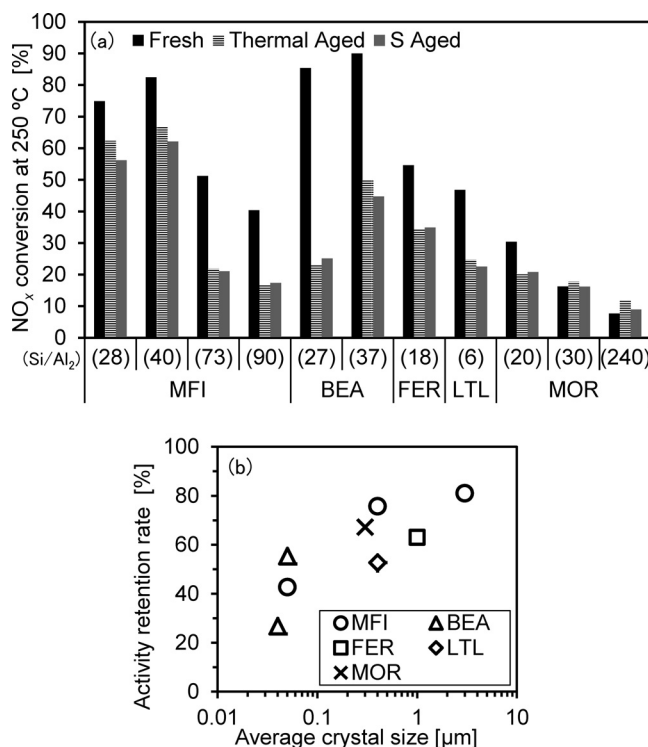 (a) ■ Fresh ≡ Thermal Aged ■ S Aged
NOx conversion at 250 ºC [%]
100
90
80
70
60
50
40
30
20
10
0
(Si/Al2) (28) (40) (73) (90) (27) (37) (18) (6) (20) (30) (240)
MFI BEA FER LTL MOR
(b)
Activity retention rate [%]
100
80
60
40
20
0
MFI BEA
FER LTL
MOR
0.01 0.1 1 10
Average crystal size [µm]